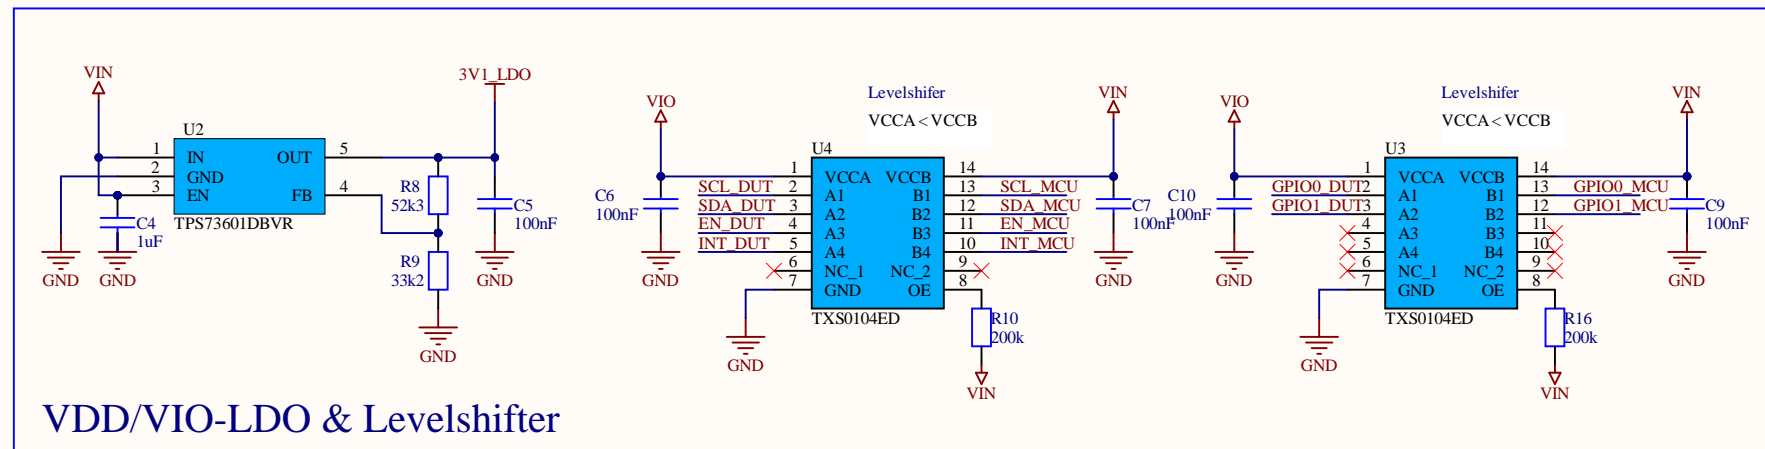 VIN
3V1_LDO
U2
1 IN OUT 5
2 GND
3 EN FB 4
TPS73601DBVR
C4
1uF
R8
52k3
R9
33k2
C5
100nF
GND
GND
GND
GND
VIO
Levelshifer
VCCA<VCCB
VIN
U4
1 VCCA VCCB 14
SCL_DUT 2 A1 B1 13 SCL_MCU
SDA_DUT 3 A2 B2 12 SDA_MCU
EN_DUT 4 A3 B3 11 EN_MCU
INT_DUT 5 A4 B4 10 INT_MCU
6 NC_1 NC_2 9
7 GND OE 8
TXS0104ED
C6
100nF
GND
GND
C7
100nF
GND
R10
200k
VIN
VIO
Levelshifer
VCCA<VCCB
VIN
U3
1 VCCA VCCB 14
GPIO0_DUT 2 A1 B1 13 GPIO0_MCU
GPIO1_DUT 3 A2 B2 12 GPIO1_MCU
4 A3 B3 11
5 A4 B4 10
6 NC_1 NC_2 9
7 GND OE 8
TXS0104ED
C10
100nF
GND
GND
C9
100nF
GND
R16
200k
VIN
VDD/VIO-LDO & Levelshifter